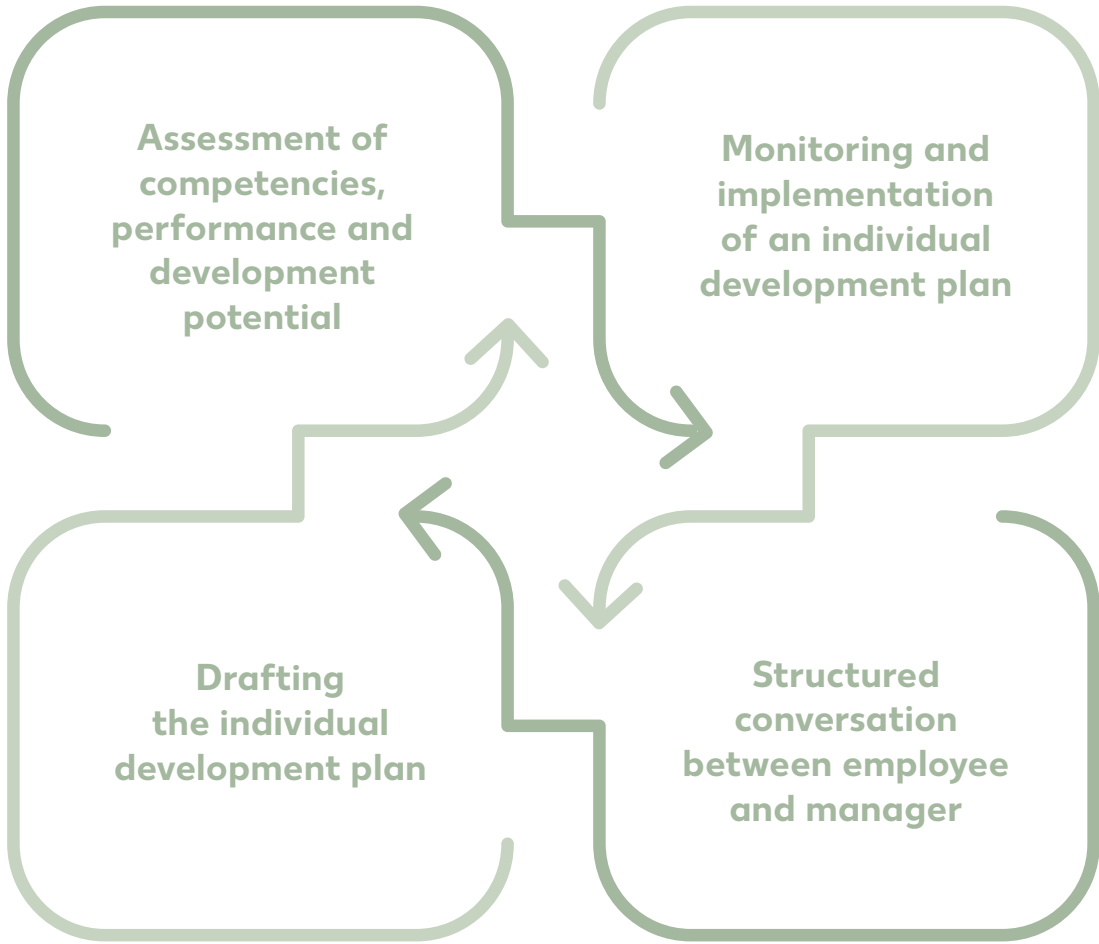 Assessment of
competencies,
performance and
development
potential
Monitoring and
implementation
of an individual
development plan
Drafting
the individual
development plan
Structured
conversation
between employee
and manager